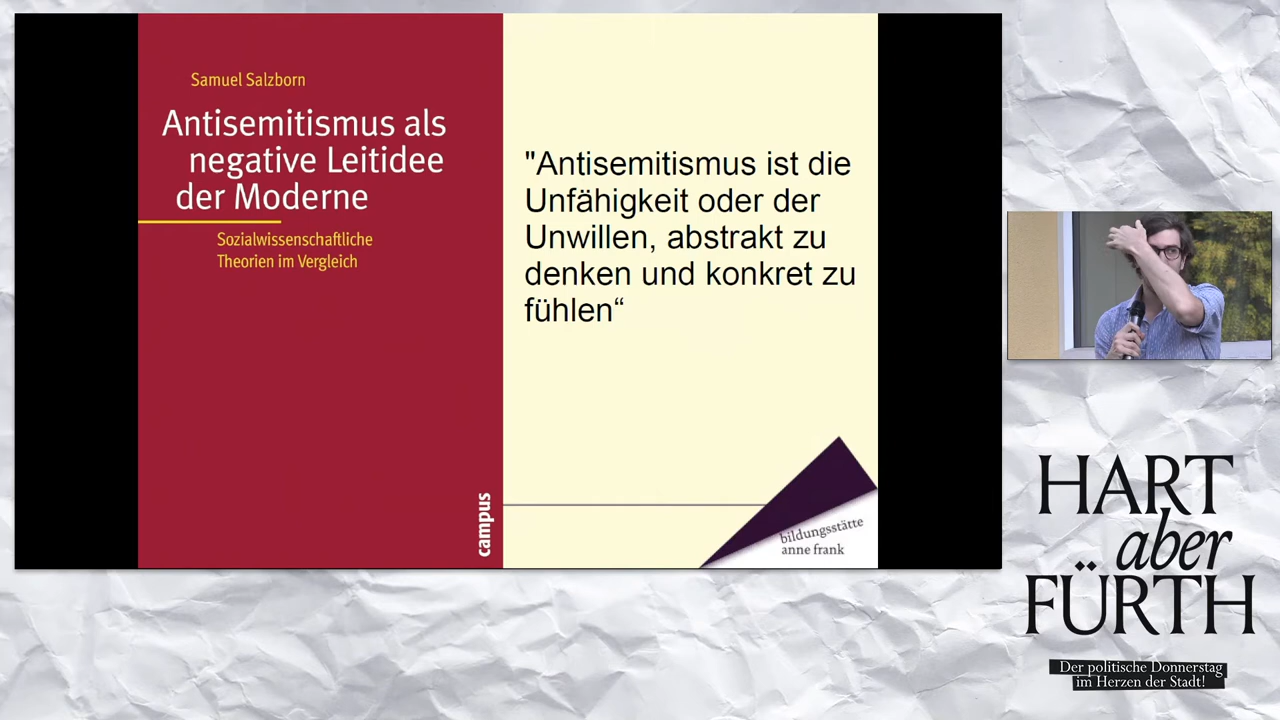 Samuel Salzborn
Antisemitismus als
negative Leitidee
der Moderne
Sozialwissenschaftliche
Theorien im Vergleich
campus
"Antisemitismus ist die
Unfähigkeit oder der
Unwillen, abstrakt zu
denken und konkret zu
fühlen“
bildungsstätte
anne frank
HART
aber
FÜRTH
Der politische Donnerstag
im Herzen der Stadt!